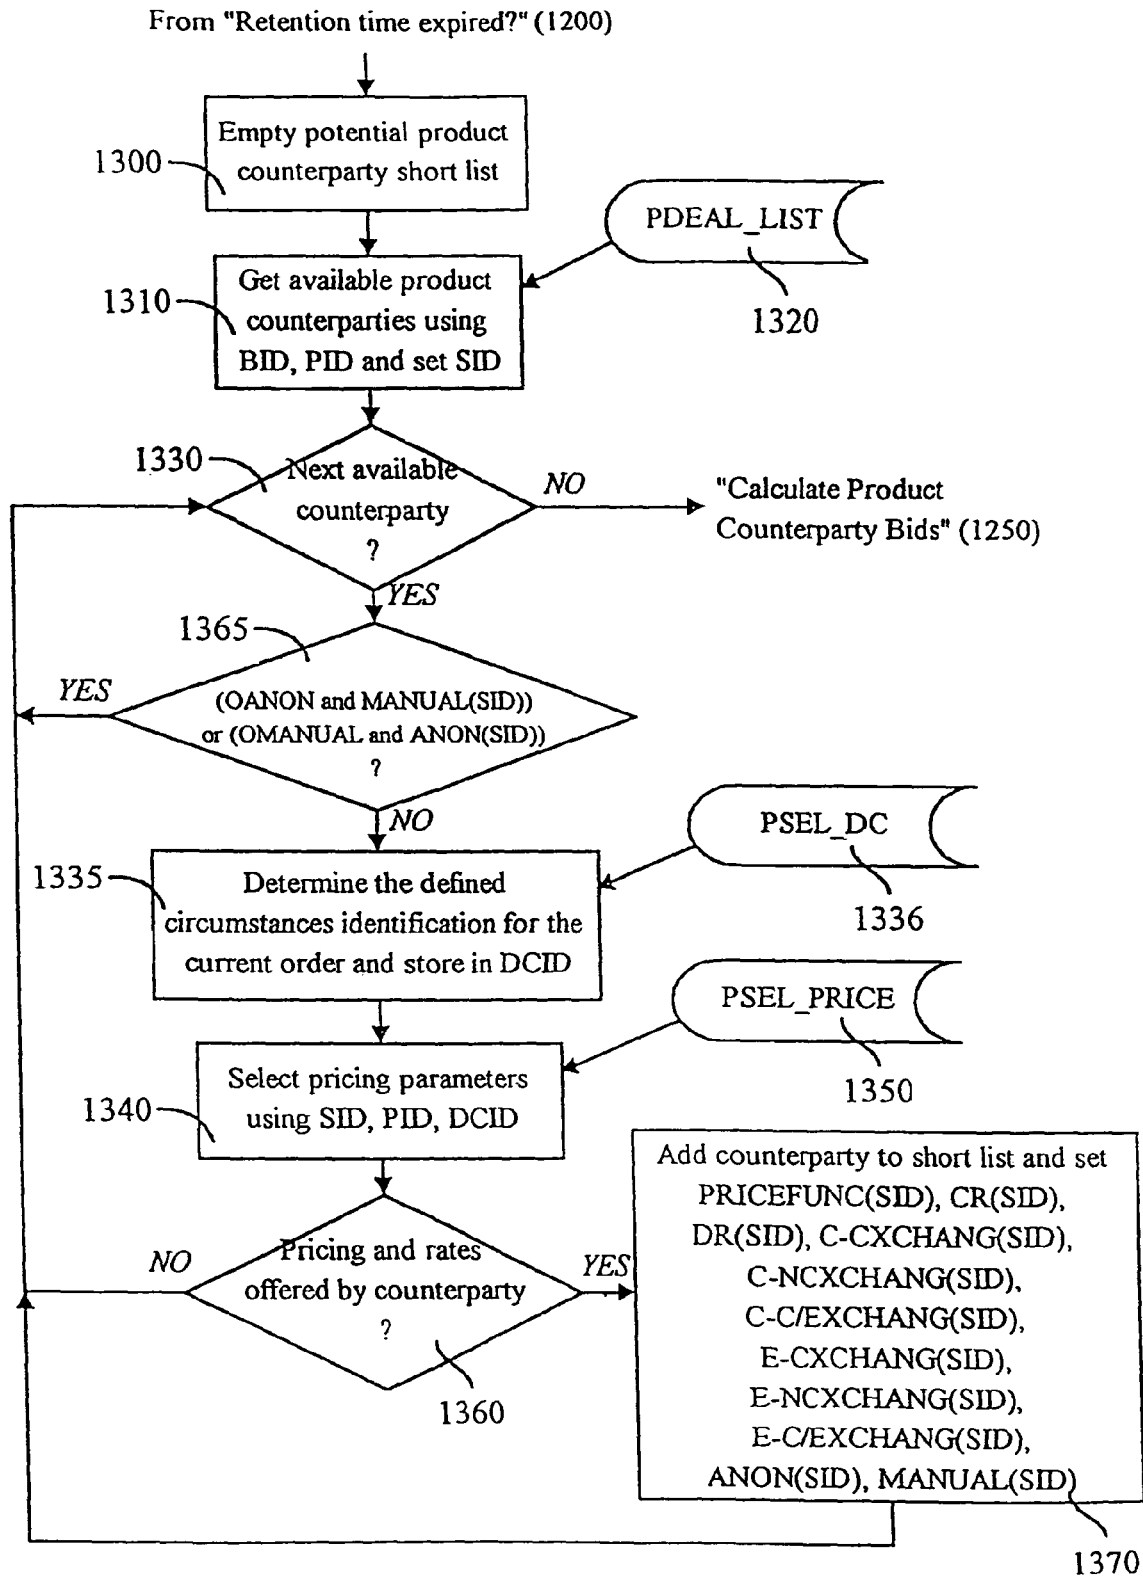 From "Retention time expired?" (1200)
Empty potential product
counterparty short list
1300
PDEAL_LIST
1320
Get available product
counterparties using
BID, PID and set SID
1310
1330
Next available
counterparty
?
NO
"Calculate Product
Counterparty Bids" (1250)
YES
1365
YES
(OANON and MANUAL(SID))
or (OMANUAL and ANON(SID))
?
NO
PSEL_DC
1336
1335
Determine the defined
circumstances identification for the
current order and store in DCID
PSEL_PRICE
1350
Select pricing parameters
using SID, PID, DCID
1340
NO
Pricing and rates
offered by counterparty
?
YES
1360
Add counterparty to short list and set
PRICEFUNC(SID), CR(SID),
DR(SID), C-CXCHANG(SID),
C-NCXCHANG(SID),
C-C/EXCHANG(SID),
E-CXCHANG(SID),
E-NCXCHANG(SID),
E-C/EXCHANG(SID),
ANON(SID), MANUAL(SID)
1370